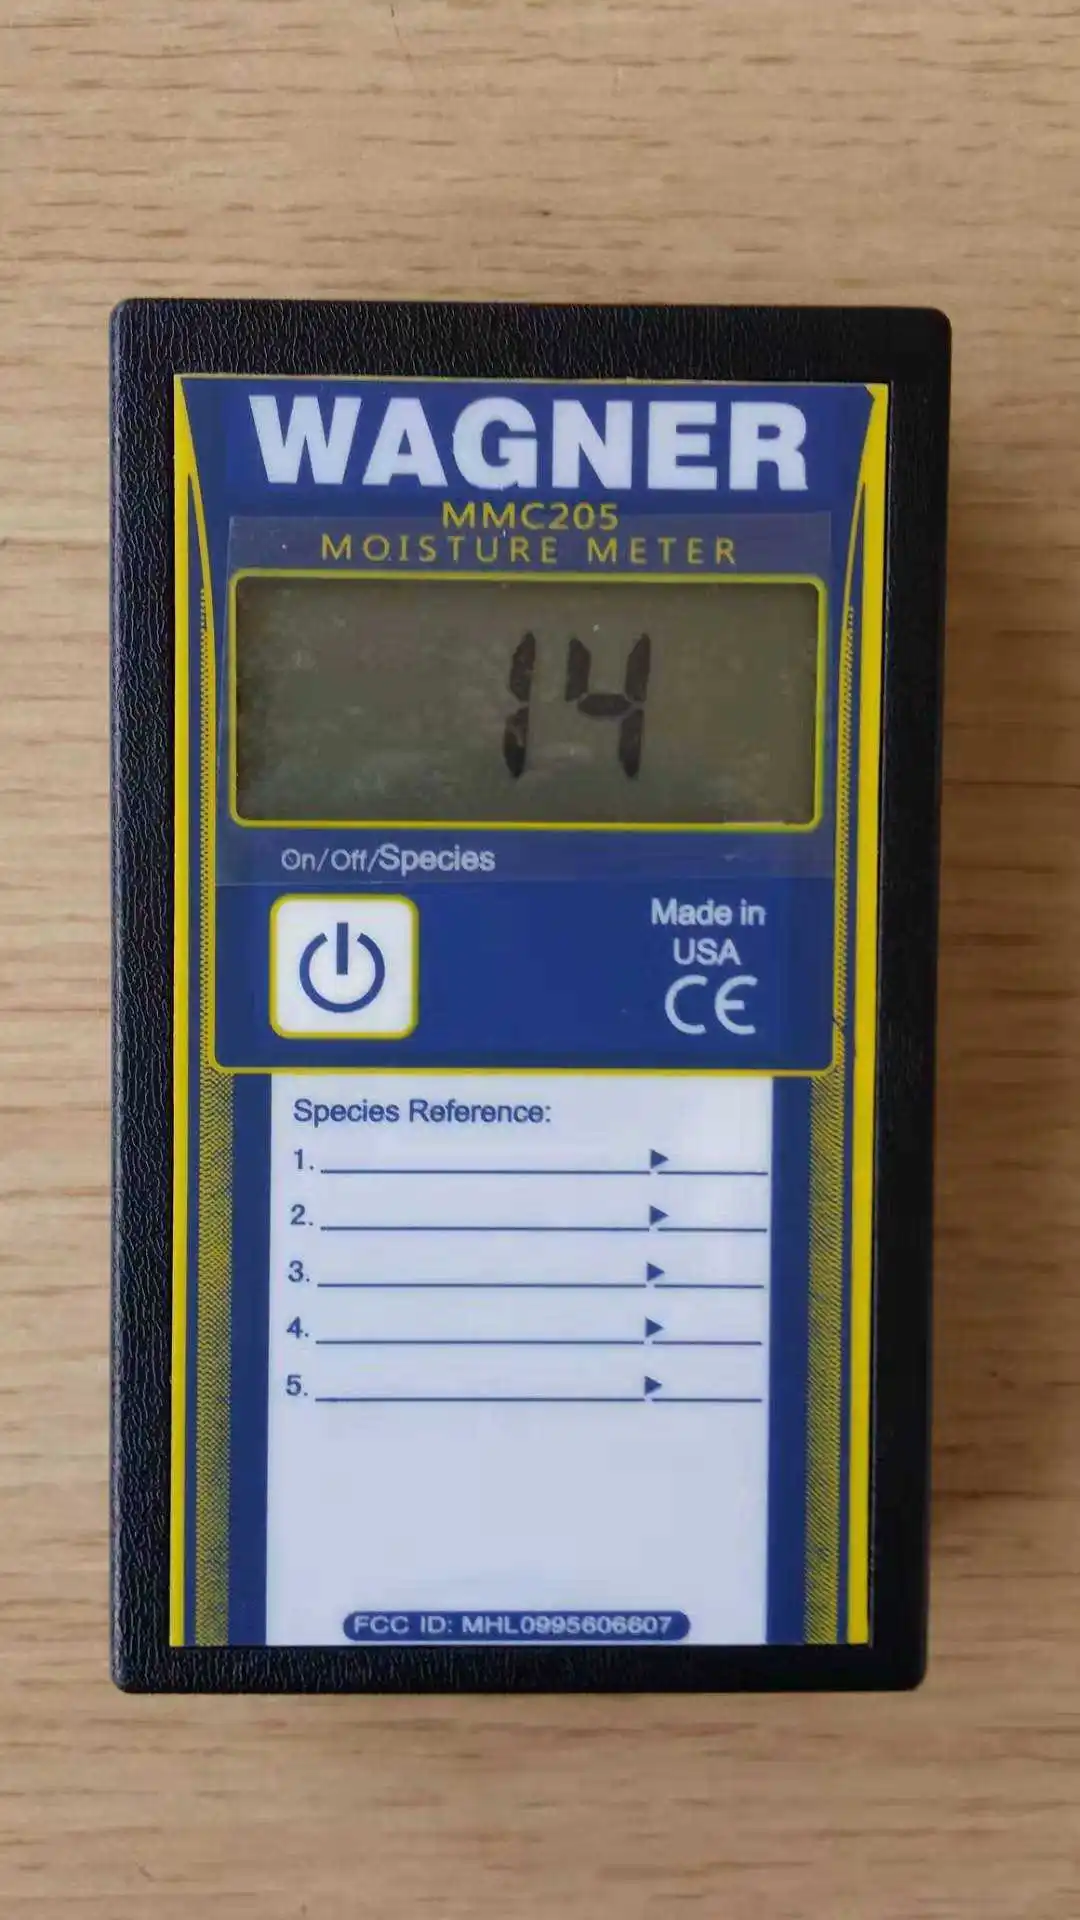 WAGNER
MMC205
MOISTURE METER
14
On/Off/Species
Made in
USA
CE
Species Reference:
1.
2.
3.
4.
5.
FCC ID: MHL0995606607